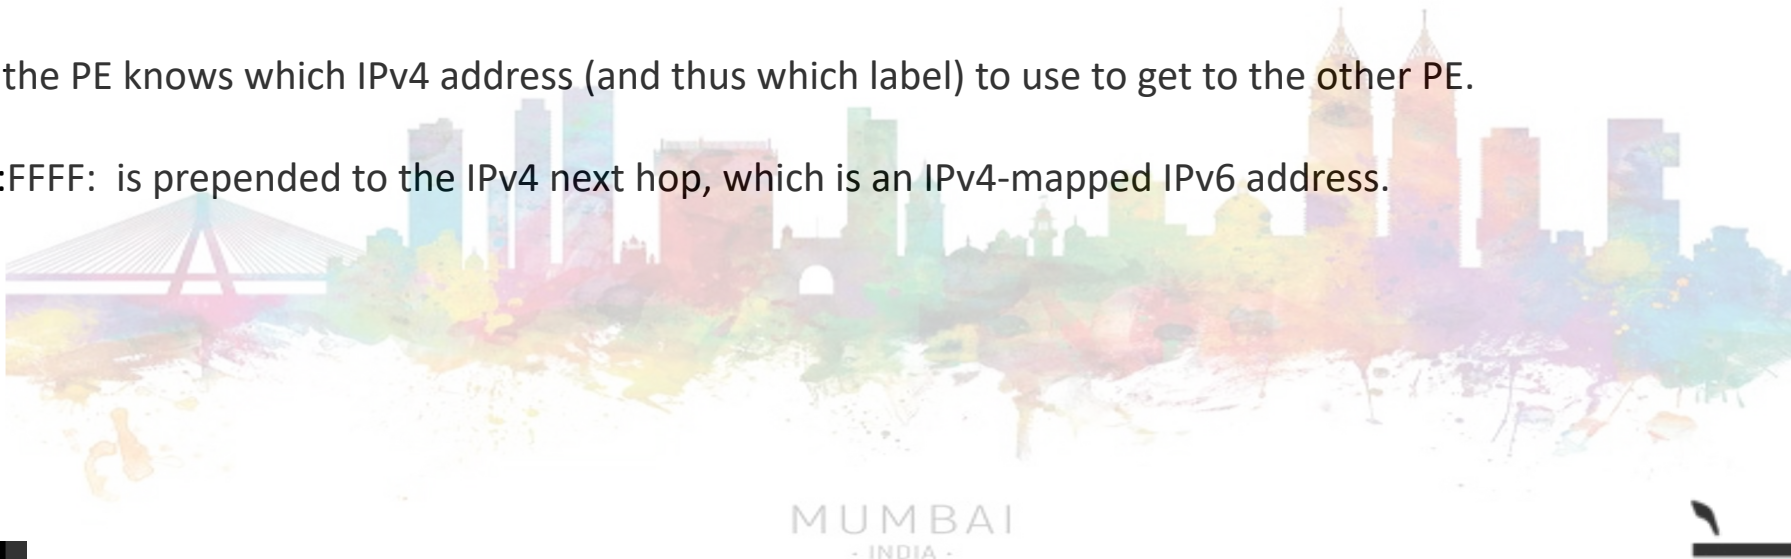 the PE knows which IPv4 address (and thus which label) to use to get to the other PE.
:FFFF: is prepended to the IPv4 next hop, which is an IPv4-mapped IPv6 address.
MUMBAI
- INDIA -